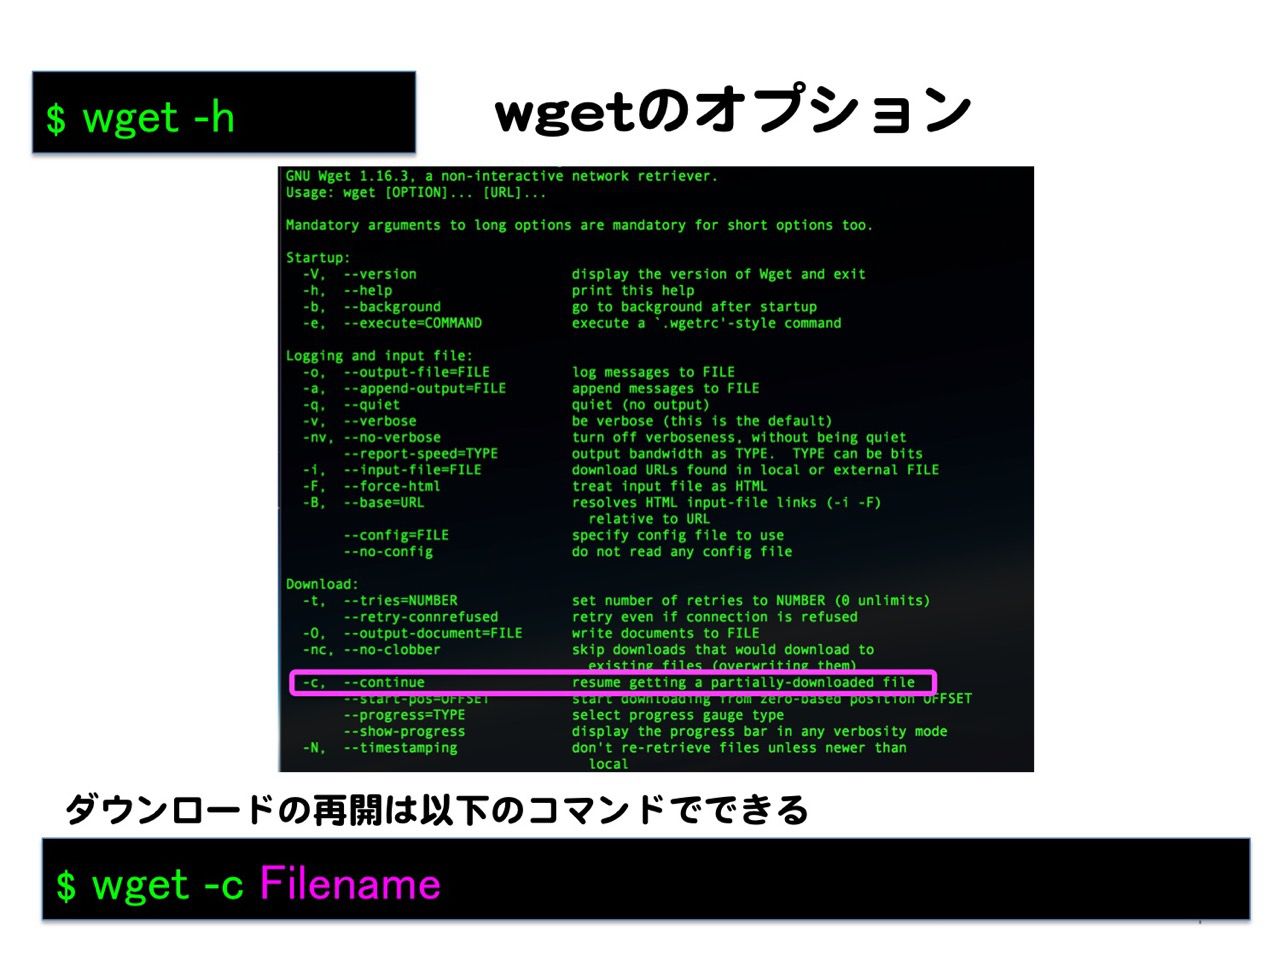 $ wget -h
wgetのオプション
GNU Wget 1.16.3, a non-interactive network retriever.
Usage: wget [OPTION]... [URL]...
Mandatory arguments to long options are mandatory for short options too.
Startup:
-V, --version display the version of Wget and exit
-h, --help print this help
-b, --background go to background after startup
-e, --execute=COMMAND execute a `.wgetrc'-style command
Logging and input file:
-o, --output-file=FILE log messages to FILE
-a, --append-output=FILE append messages to FILE
-q, --quiet quiet (no output)
-v, --verbose be verbose (this is the default)
-nv, --no-verbose turn off verboseness, without being quiet
--report-speed=TYPE output bandwidth as TYPE. TYPE can be bits
-i, --input-file=FILE download URLs found in local or external FILE
-F, --force-html treat input file as HTML
-B, --base=URL resolves HTML input-file links (-i -F)
relative to URL
--config=FILE specify config file to use
--no-config do not read any config file
Download:
-t, --tries=NUMBER set number of retries to NUMBER (0 unlimits)
--retry-connrefused retry even if connection is refused
-O, --output-document=FILE write documents to FILE
-nc, --no-clobber skip downloads that would download to
existing files (overwriting them)
-c, --continue resume getting a partially-downloaded file
--start-pos=OFFSET start downloading from zero-based position OFFSET
--progress=TYPE select progress gauge type
--show-progress display the progress bar in any verbosity mode
-N, --timestamping don't re-retrieve files unless newer than
local
ダウンロードの再開は以下のコマンドでできる
$ wget -c Filename